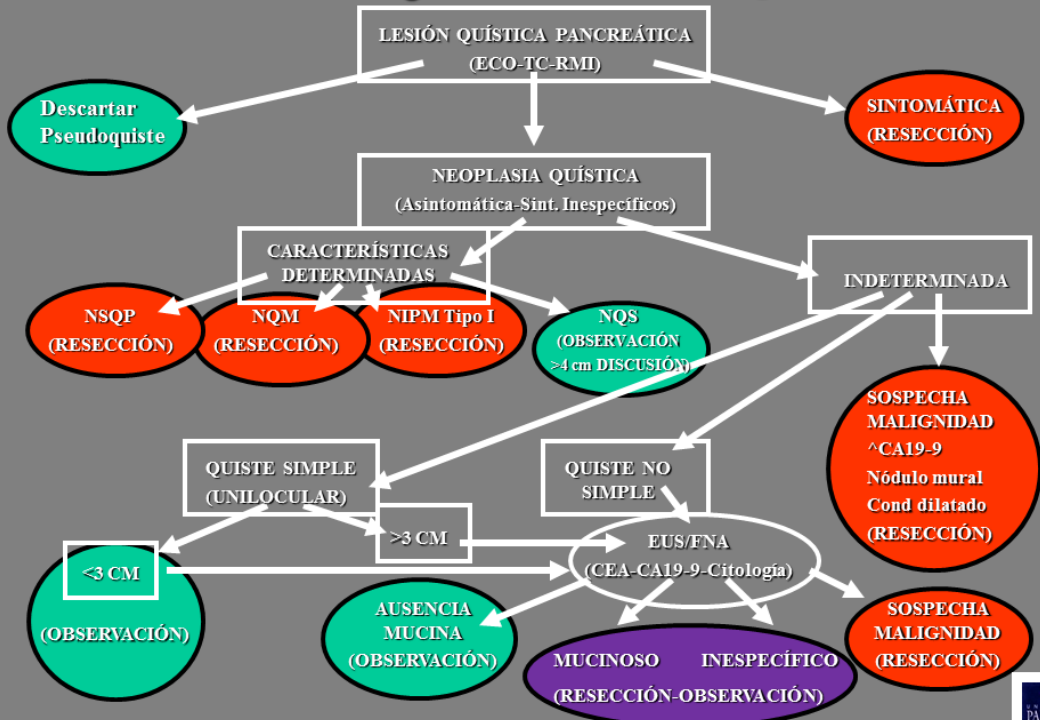 LESIÓN QUÍSTICA PANCREÁTICA
(ECO-TC-RMI)
Descartar
Pseudoquiste
SINTOMÁTICA
(RESECCIÓN)
NEOPLASIA QUÍSTICA
(Asintomática-Sint. Inespecíficos)
CARACTERÍSTICAS
DETERMINADAS
INDETERMINADA
NSQP
(RESECCIÓN)
NQM
(RESECCIÓN)
NIPM Tipo I
(RESECCIÓN)
NQS
(OBSERVACIÓN
>4 cm DISCUSIÓN)
SOSPECHA
MALIGNIDAD
^CA19-9
Nódulo mural
Cond dilatado
(RESECCIÓN)
QUISTE SIMPLE
(UNILOCULAR)
QUISTE NO
SIMPLE
>3 CM
<3 CM
(OBSERVACIÓN)
EUS/FNA
(CEA-CA19-9-Citología)
AUSENCIA
MUCINA
(OBSERVACIÓN)
MUCINOSO INESPECÍFICO
(RESECCIÓN-OBSERVACIÓN)
SOSPECHA
MALIGNIDAD
(RESECCIÓN)